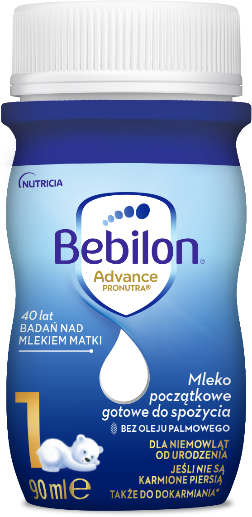 NUTRICIA
Bebilon®
Advance
PRONUTRA®
40 lat
BADAŃ NAD
MLEKIEM MATKI
Mleko
początkowe
gotowe do spożycia
BEZ OLEJU PALMOWEGO
1
DLA NIEMOWLĄT
OD URODZENIA
JEŚLI NIE SĄ
KARMIONE PIERSIĄ
TAKŻE DO DOKARMIANIA*
90 ml e